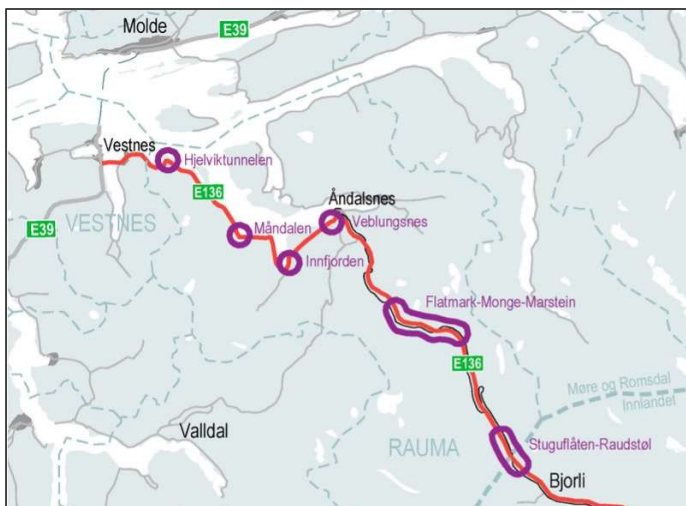 Molde
E39
Vestnes
Hjelviktunnelen
E136
Åndalsnes
VESTNES
Veblungsnes
Måndalen
E39
Innfjorden
Flatmark-Monge-Marstein
E136
Møre og Romsdal
Innlandet
Valldal
RAUMA
Stuguflåten-Raudstøl
Bjorli